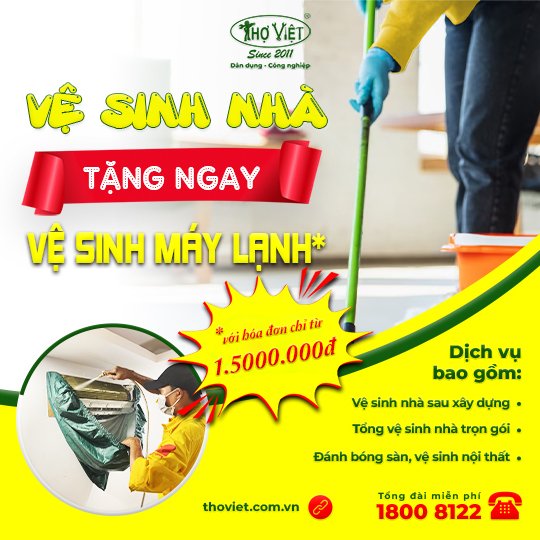 THỢ VIỆT®
Since 2011
Dân dụng - Công nghiệp
VỆ SINH NHÀ
TẶNG NGAY
VỆ SINH MÁY LẠNH*
*với hóa đơn chỉ từ
1.5000.000đ
Dịch vụ
bao gồm:
Vệ sinh nhà sau xây dựng •
Tổng vệ sinh nhà trọn gói •
Đánh bóng sàn, vệ sinh nội thất •
thoviet.com.vn
Tổng đài miễn phí
1800 8122